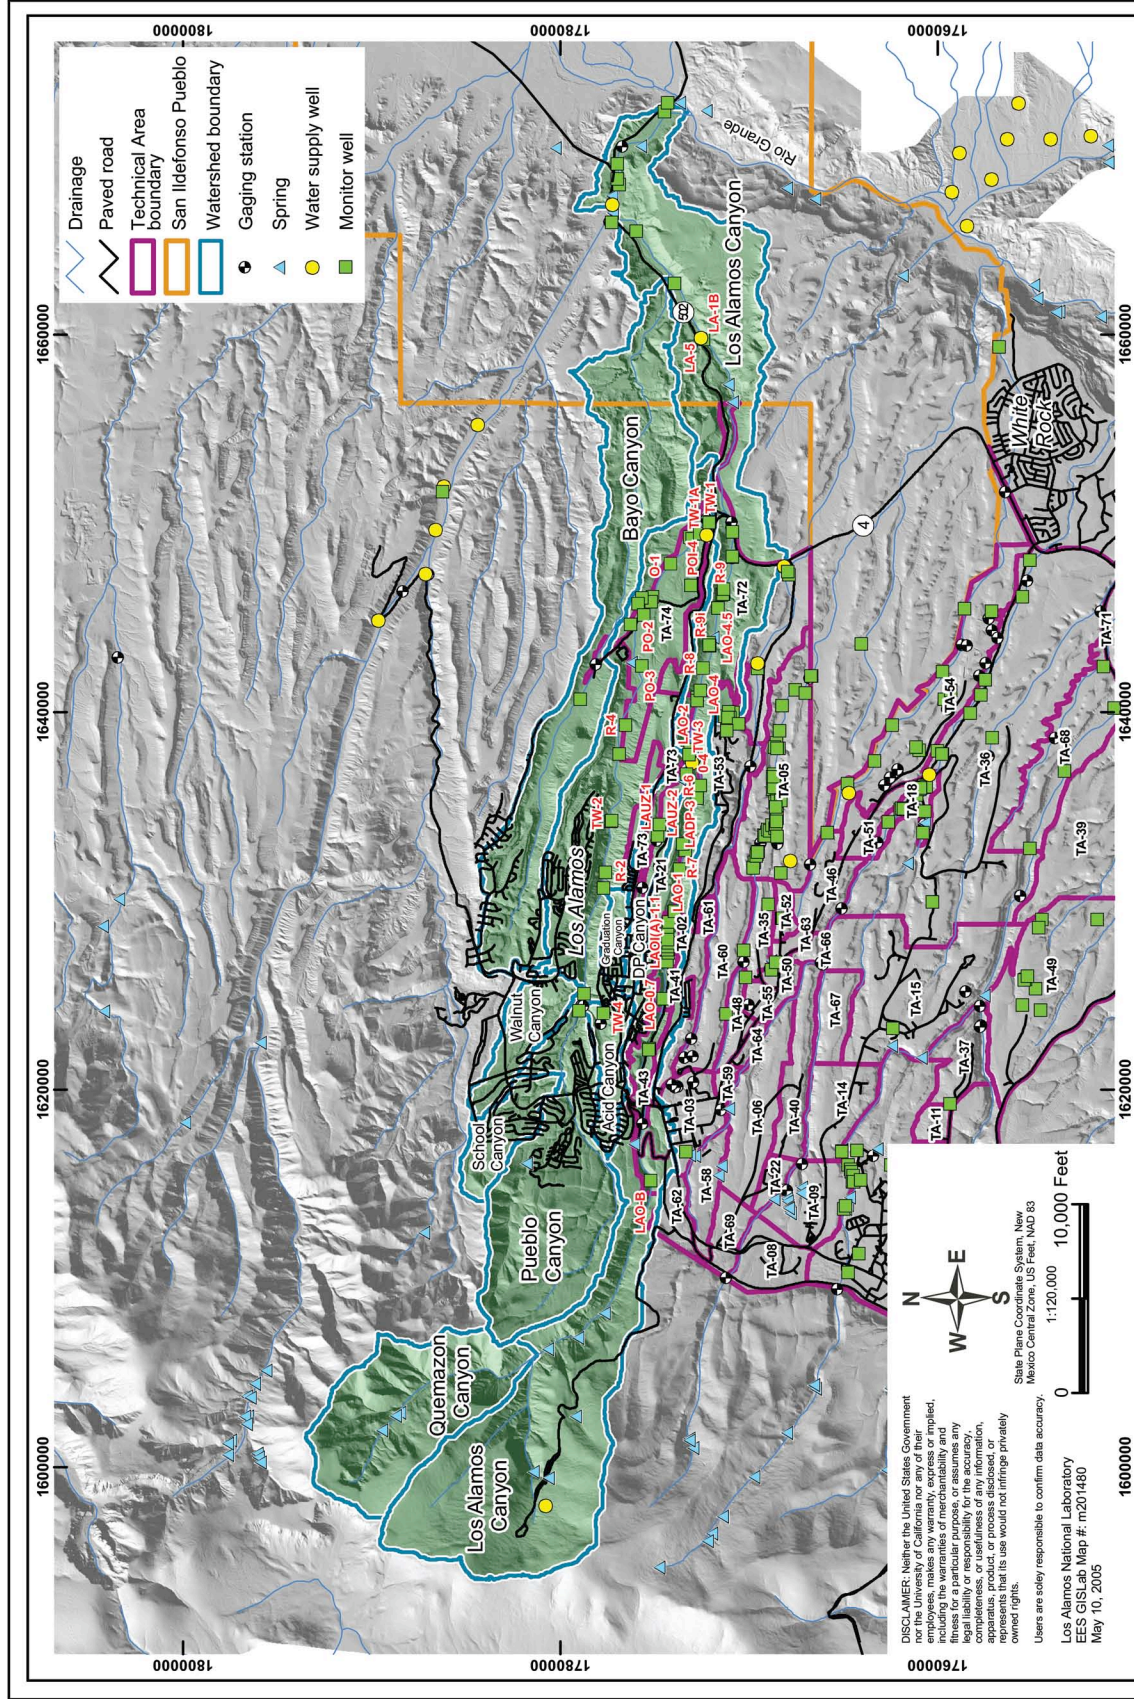 1600000
1620000
1640000
1660000
1800000
1780000
1760000
1800000
1780000
1760000
1600000
1620000
1640000
1660000
Drainage
Paved road
Technical Area
boundary
San Ildefonso Pueblo
Watershed boundary
Gaging station
Spring
Water supply well
Monitor well
Quemazon
Canyon
Los Alamos
Canyon
Pueblo
Canyon
School
Canyon
Walnut
Canyon
Acid Canyon
Los Alamos
Graduation
Canyon
DP Canyon
Bayo Canyon
Los Alamos Canyon
Rio Grande
White
Rock
502
4
LAO-B
TW-4
LAO-0.7
LAOI(A)-1.1
R-2
TW-2
LAO-1
R-7
LAUZ-1
LAUZ-2
LADP-3
R-6
0-4
TW-3
LAO-2
R-4
PO-3
PO-2
LAO-4
R-8
R-9i
LAO-4.5
R-9
O-1
POI-4
TW-1A
TW-1
LA-5
LA-1B
TA-43
TA-62
TA-03
TA-58
TA-59
TA-69
TA-08
TA-22
TA-09
TA-06
TA-40
TA-14
TA-11
TA-37
TA-15
TA-67
TA-64
TA-48
TA-55
TA-50
TA-35
TA-52
TA-63
TA-66
TA-46
TA-60
TA-61
TA-41
TA-02
TA-21
TA-73
TA-73
TA-53
TA-05
TA-74
TA-72
TA-51
TA-18
TA-54
TA-36
TA-68
TA-71
TA-39
TA-49
DISCLAIMER: Neither the United States Government
nor the University of California nor any of their
employees, makes any warranty, express or implied,
including the warranties of merchantability and
fitness for a particular purpose, or assumes any
legal liability or responsibility for the accuracy,
completeness, or usefulness of any information,
apparatus, product, or process disclosed, or
represents that its use would not infringe privately
owned rights.
Users are soley responsible to confirm data accuracy.
Los Alamos National Laboratory
EES GISLab Map #: m201480
May 10, 2005
N
W
E
S
State Plane Coordinate System, New
Mexico Central Zone, US Feet, NAD 83
1:120,000
0
10,000 Feet